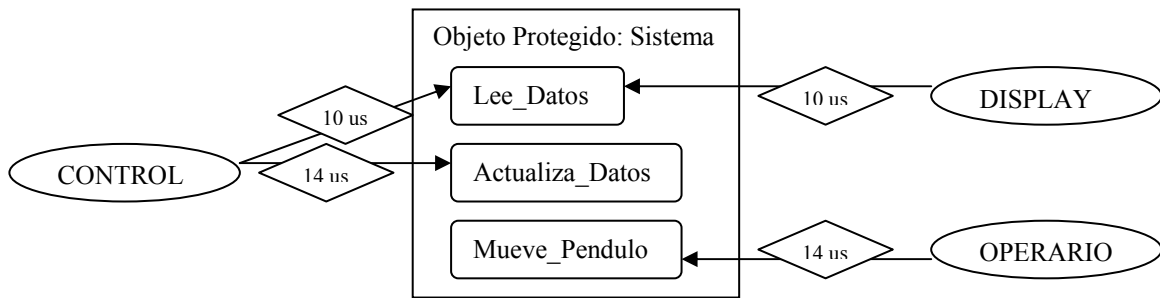 Objeto Protegido: Sistema
Lee_Datos
10 us
10 us
DISPLAY
CONTROL
14 us
Actualiza_Datos
Mueve_Pendulo
14 us
OPERARIO